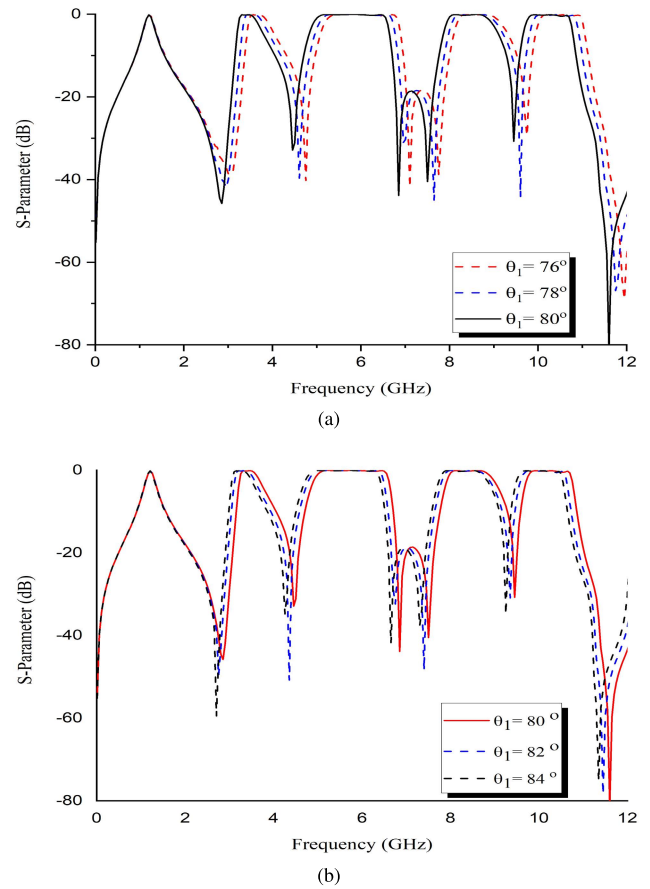 0
-20
-40
-60
-80
S-Parameter (dB)
θ₁= 76°
θ₁= 78°
θ₁= 80°
0 2 4 6 8 10 12
Frequency (GHz)
(a)
0
-20
-40
-60
-80
S-Parameter (dB)
θ₁= 80 °
θ₁= 82 °
θ₁= 84 °
0 2 4 6 8 10 12
Frequency (GHz)
(b)